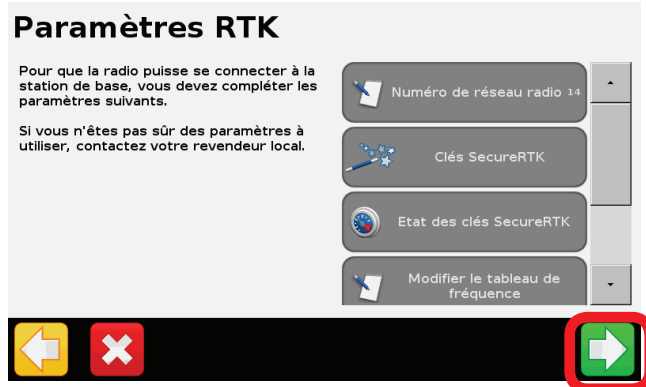 Paramètres RTK
Pour que la radio puisse se connecter à la
station de base, vous devez compléter les
paramètres suivants.
Si vous n'êtes pas sûr des paramètres à
utiliser, contactez votre revendeur local.
Numéro de réseau radio 14
Clés SecureRTK
Etat des clés SecureRTK
Modifier le tableau de
fréquence